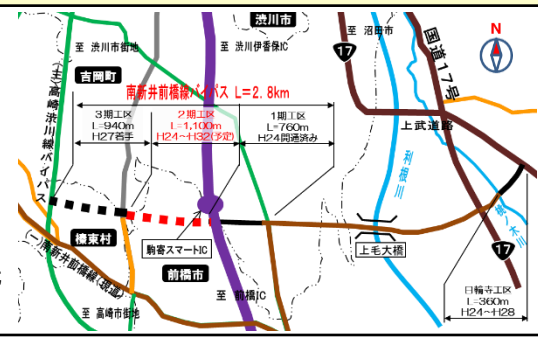 渋川市
至 渋川市街地
至 渋川伊香保IC
至 沼田市
N
17
国道17号
吉岡町
南新井前橋線バイパス L=2.8km
3期工区
L=940m
H27着手
2期工区
L=1,100m
H24～H32(予定)
1期工区
L=760m
H24開通済み
(主)高崎渋川線バイパス
上武道路
利根川
桃ノ木川
榛東村
駒寄スマートIC
上毛大橋
17
(一)南新井前橋線(現道)
前橋市
至 前橋IC
至 高崎市街地
日輪寺工区
L=360m
H24～H28